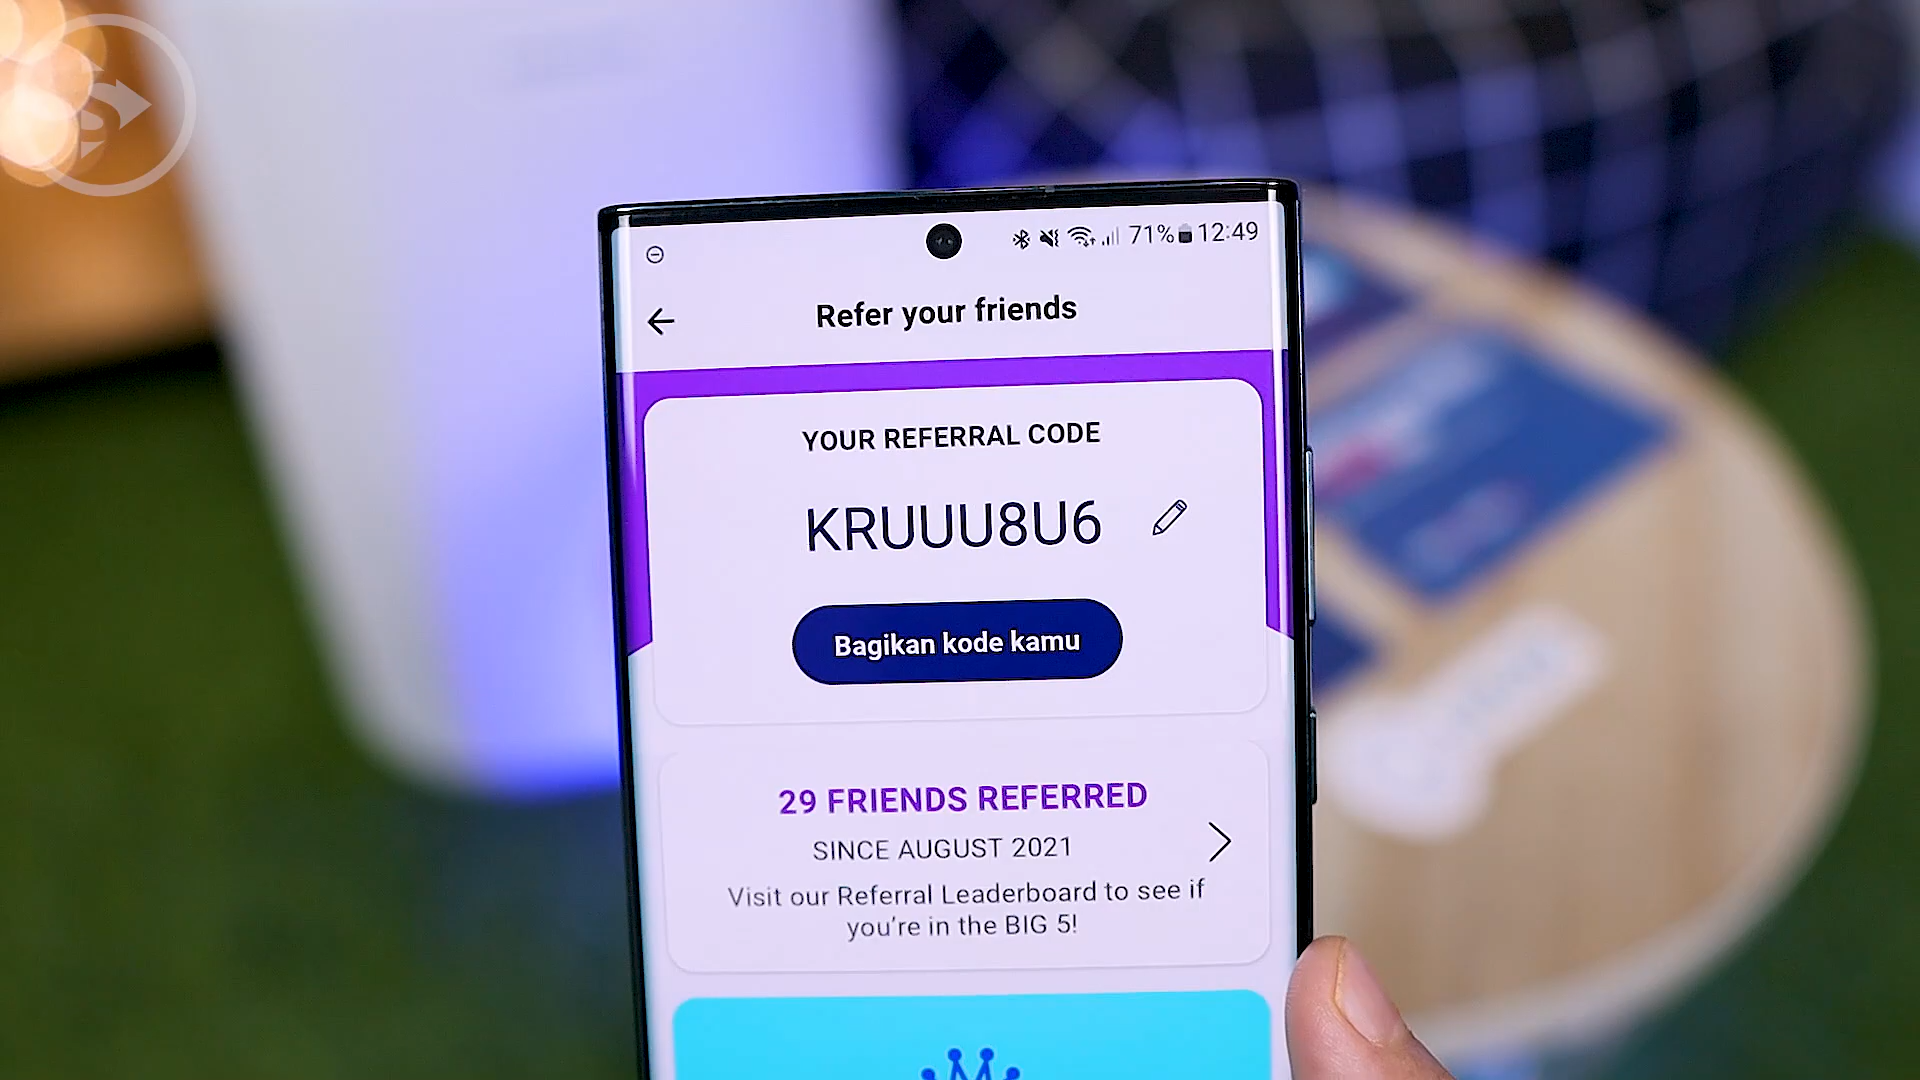 71% 12:49
Refer your friends
YOUR REFERRAL CODE
KRUUU8U6
Bagikan kode kamu
29 FRIENDS REFERRED
SINCE AUGUST 2021
Visit our Referral Leaderboard to see if
you're in the BIG 5!